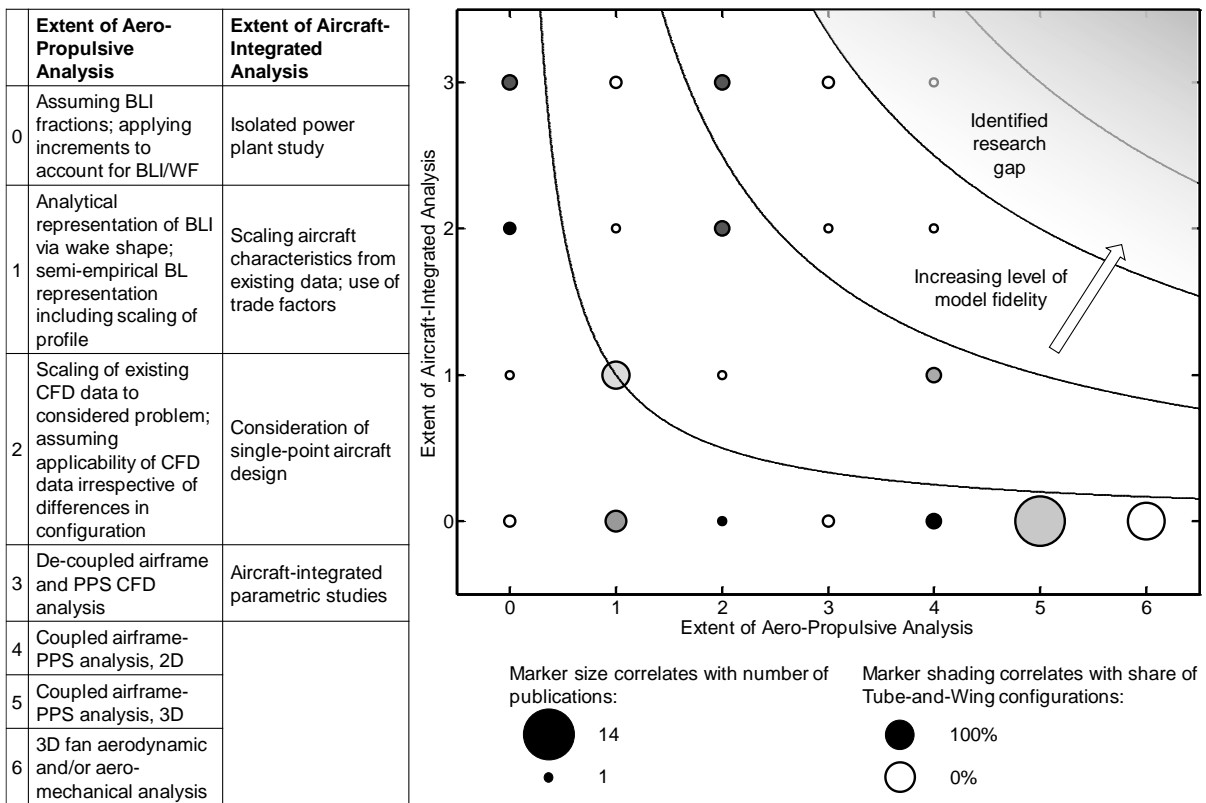 Extent of Aero-
Propulsive
Analysis
Extent of Aircraft-
Integrated
Analysis
0
Assuming BLI
fractions; applying
increments to
account for BLI/WF
Isolated power
plant study
1
Analytical
representation of BLI
via wake shape;
semi-empirical BL
representation
including scaling of
profile
Scaling aircraft
characteristics from
existing data; use of
trade factors
2
Scaling of existing
CFD data to
considered problem;
assuming
applicability of CFD
data irrespective of
differences in
configuration
Consideration of
single-point aircraft
design
3
De-coupled airframe
and PPS CFD
analysis
Aircraft-integrated
parametric studies
4
Coupled airframe-
PPS analysis, 2D
5
Coupled airframe-
PPS analysis, 3D
6
3D fan aerodynamic
and/or aero-
mechanical analysis
Extent of Aircraft-Integrated Analysis
3
2
1
0
Identified
research
gap
Increasing level of
model fidelity
0 1 2 3 4 5 6
Extent of Aero-Propulsive Analysis
Marker size correlates with number of
publications:
14
1
Marker shading correlates with share of
Tube-and-Wing configurations:
100%
0%